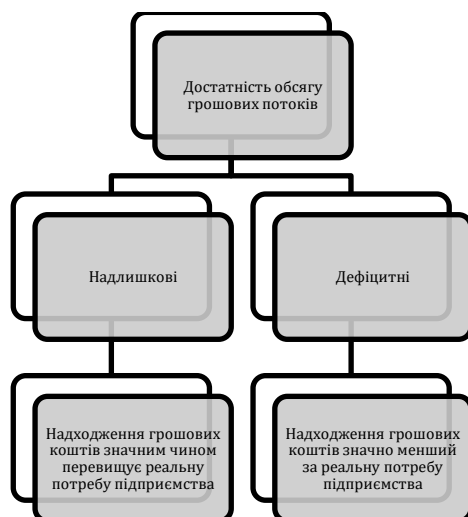 Достатність обсягу
грошових потоків
Надлишкові
Дефіцитні
Надходження грошових
коштів значним чином
перевищує реальну
потребу підприємства
Надходження грошових
коштів значно менший
за реальну потребу
підприємства